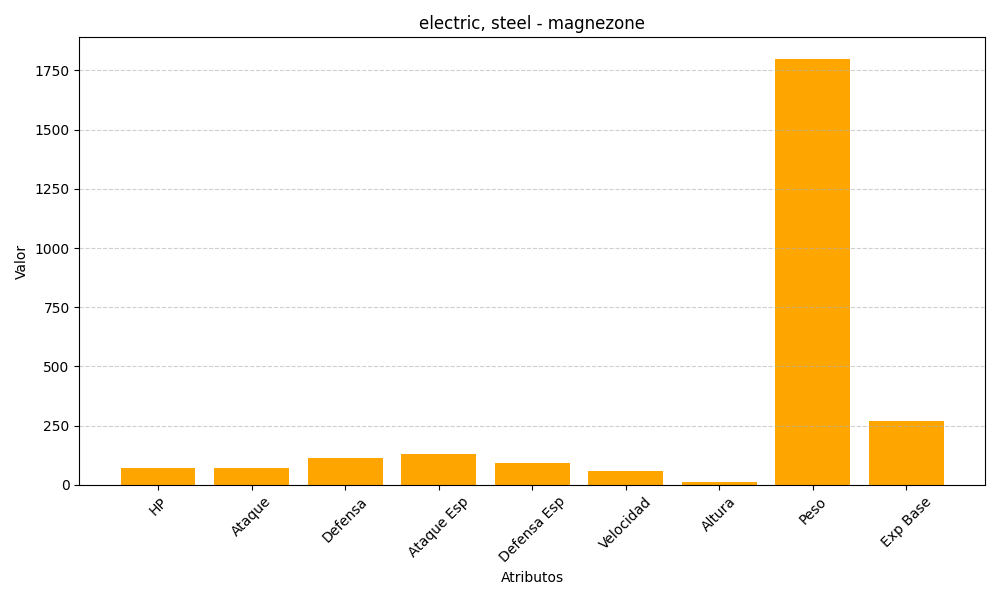 electric, steel - magnezone
Valor
1750
1500
1250
1000
750
500
250
0
HP
Ataque
Defensa
Ataque Esp
Defensa Esp
Velocidad
Altura
Peso
Exp Base
Atributos